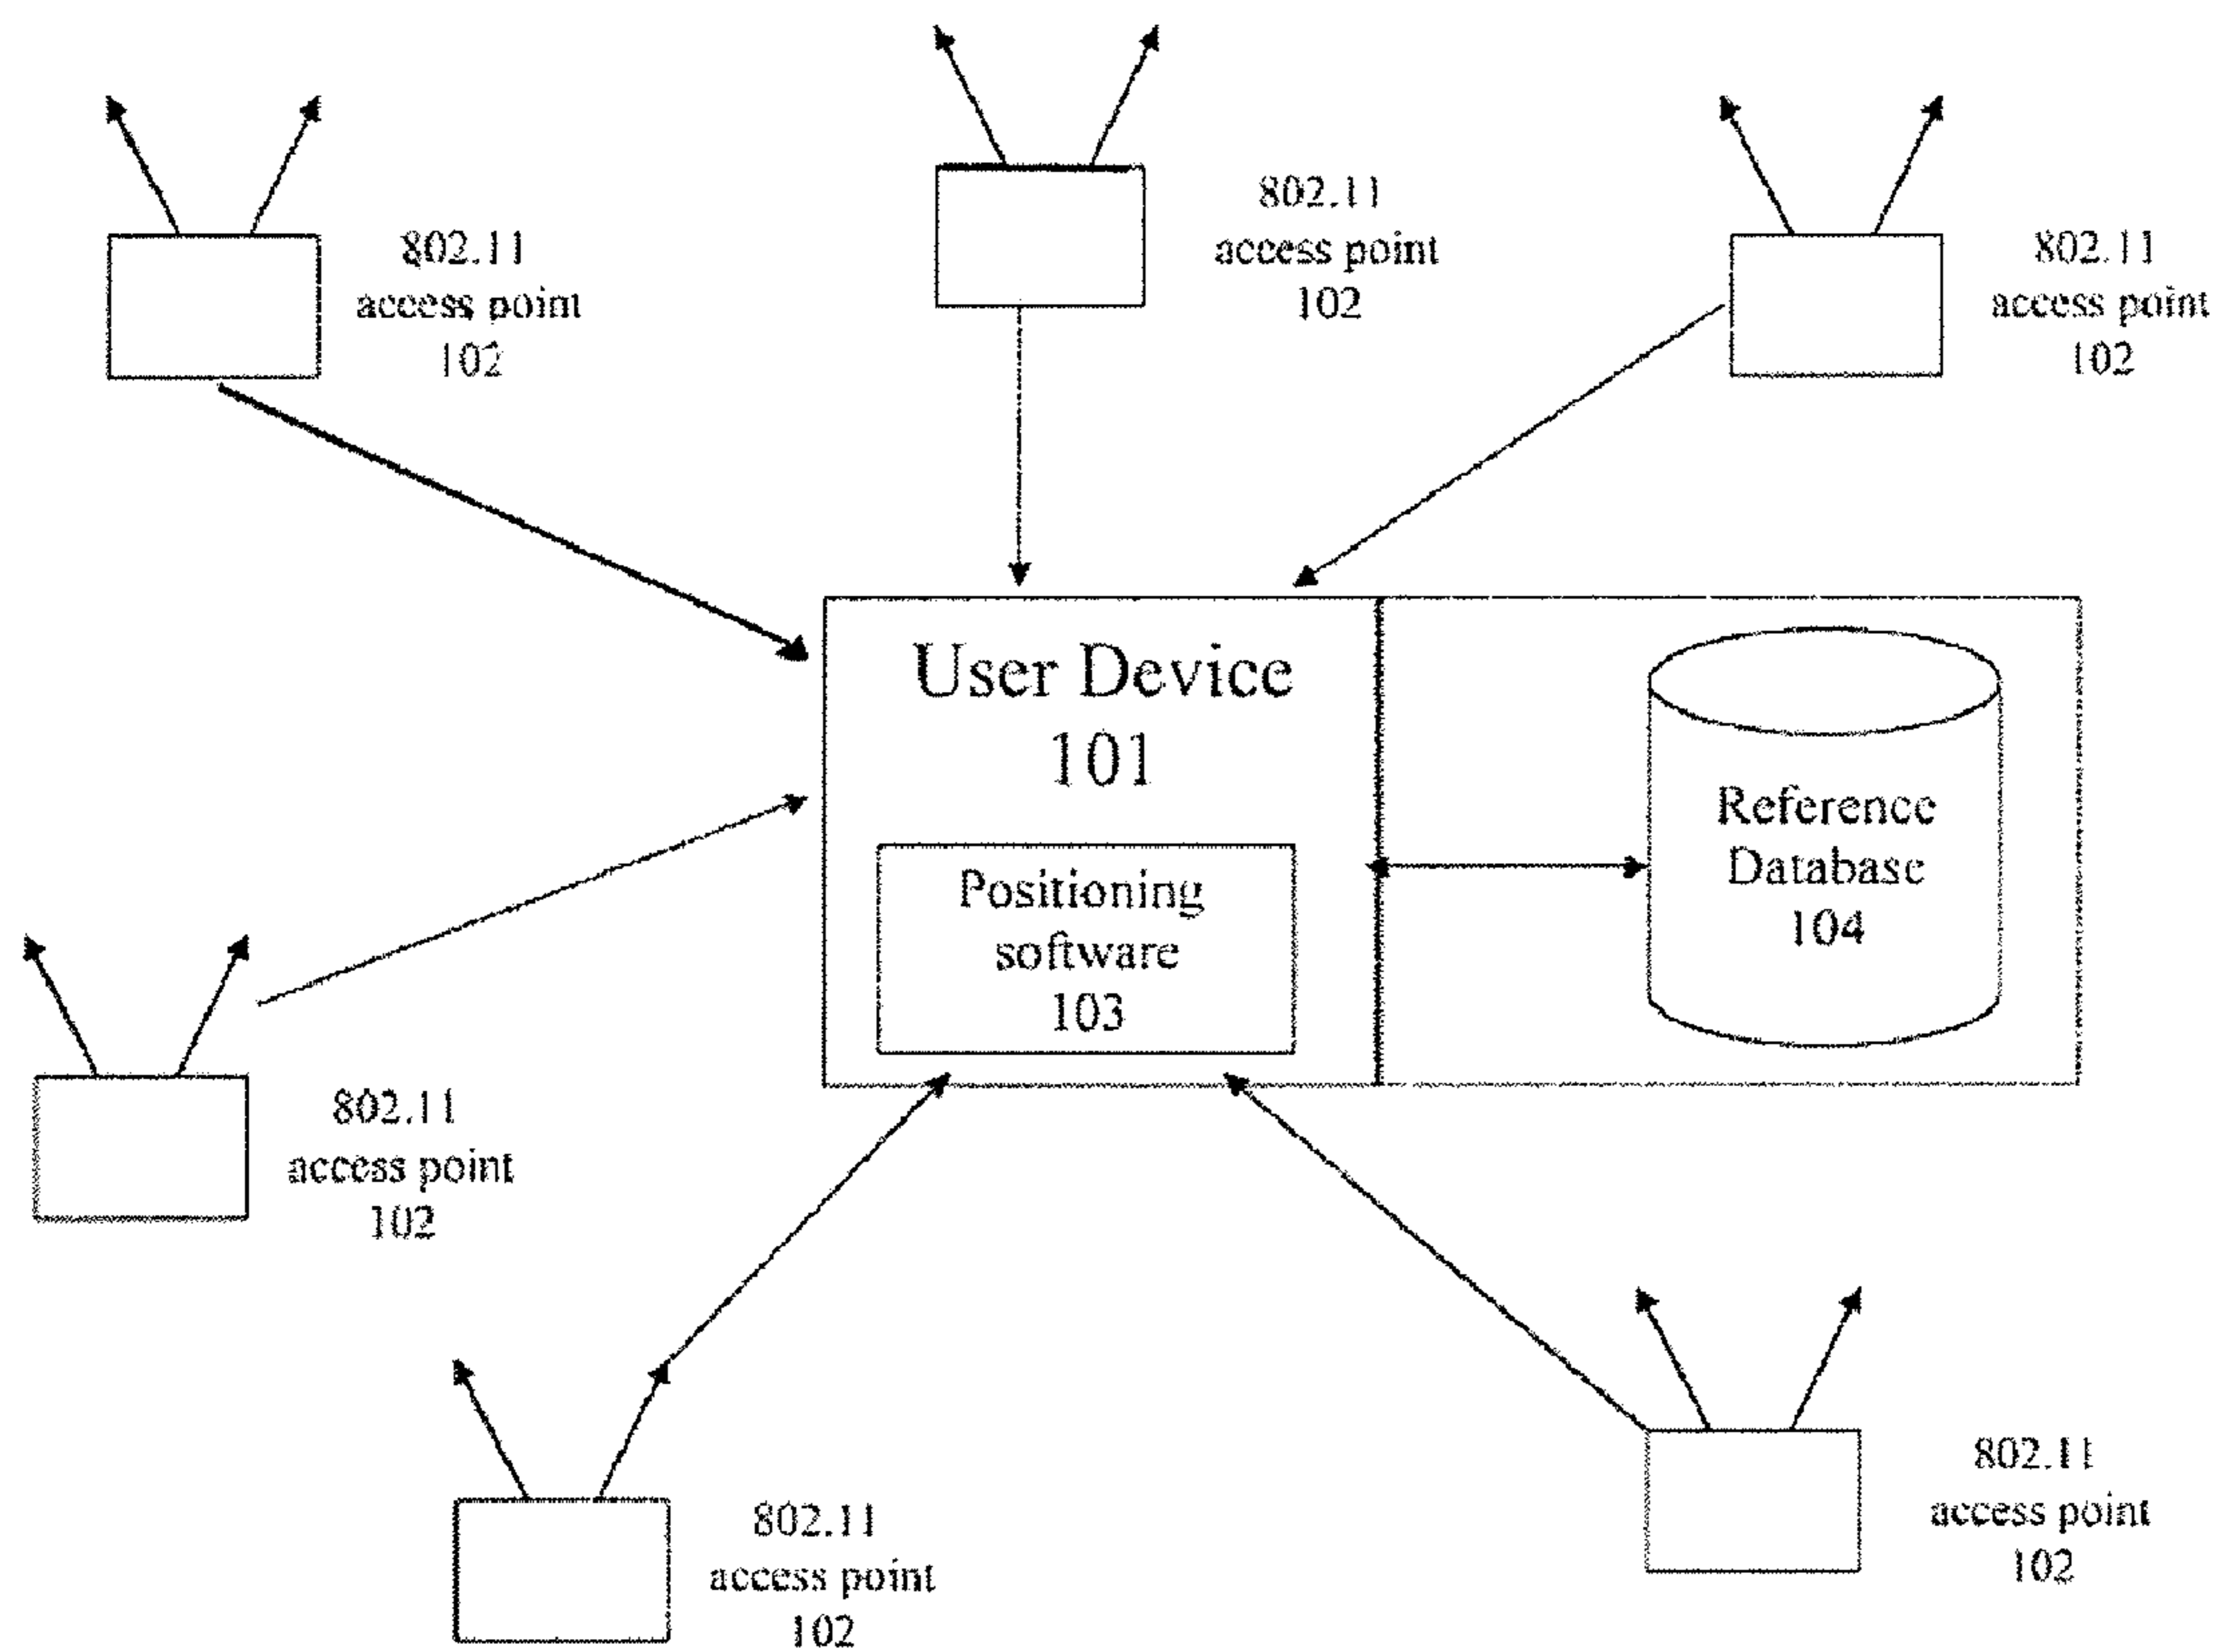 802.11
access point
102
802.11
access point
102
802.11
access point
102
User Device
101
Positioning
software
103
Reference
Database
104
802.11
access point
102
802.11
access point
102
802.11
access point
102